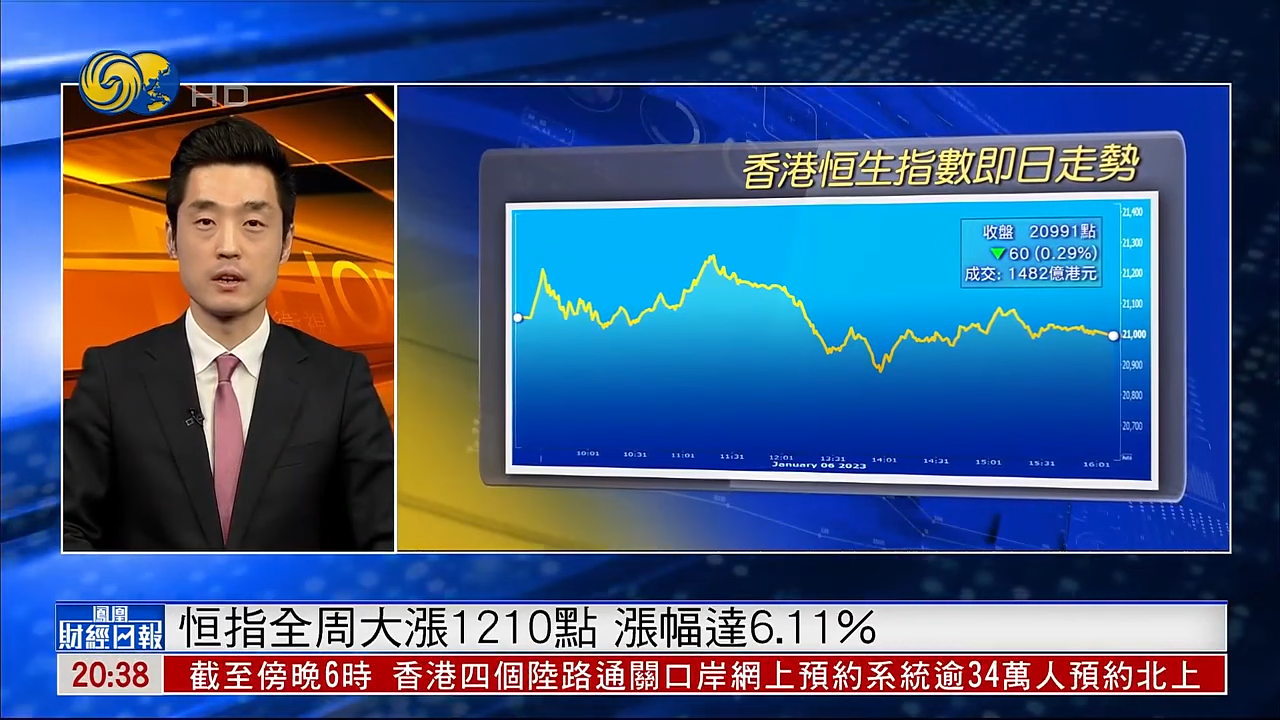 HD
香港恒生指數即日走勢
收盤 20991點
▼60 (0.29%)
成交: 1482億港元
21,400
21,300
21,200
21,100
21,000
20,900
20,800
20,700
10:01 10:31 11:01 11:31 12:01 13:31 14:01 14:31 15:01 15:31 16:01
January 06 2023
鳳凰
財經日報
恒指全周大漲1210點 漲幅達6.11%
20:38
截至傍晚6時 香港四個陸路通關口岸網上預約系統逾34萬人預約北上